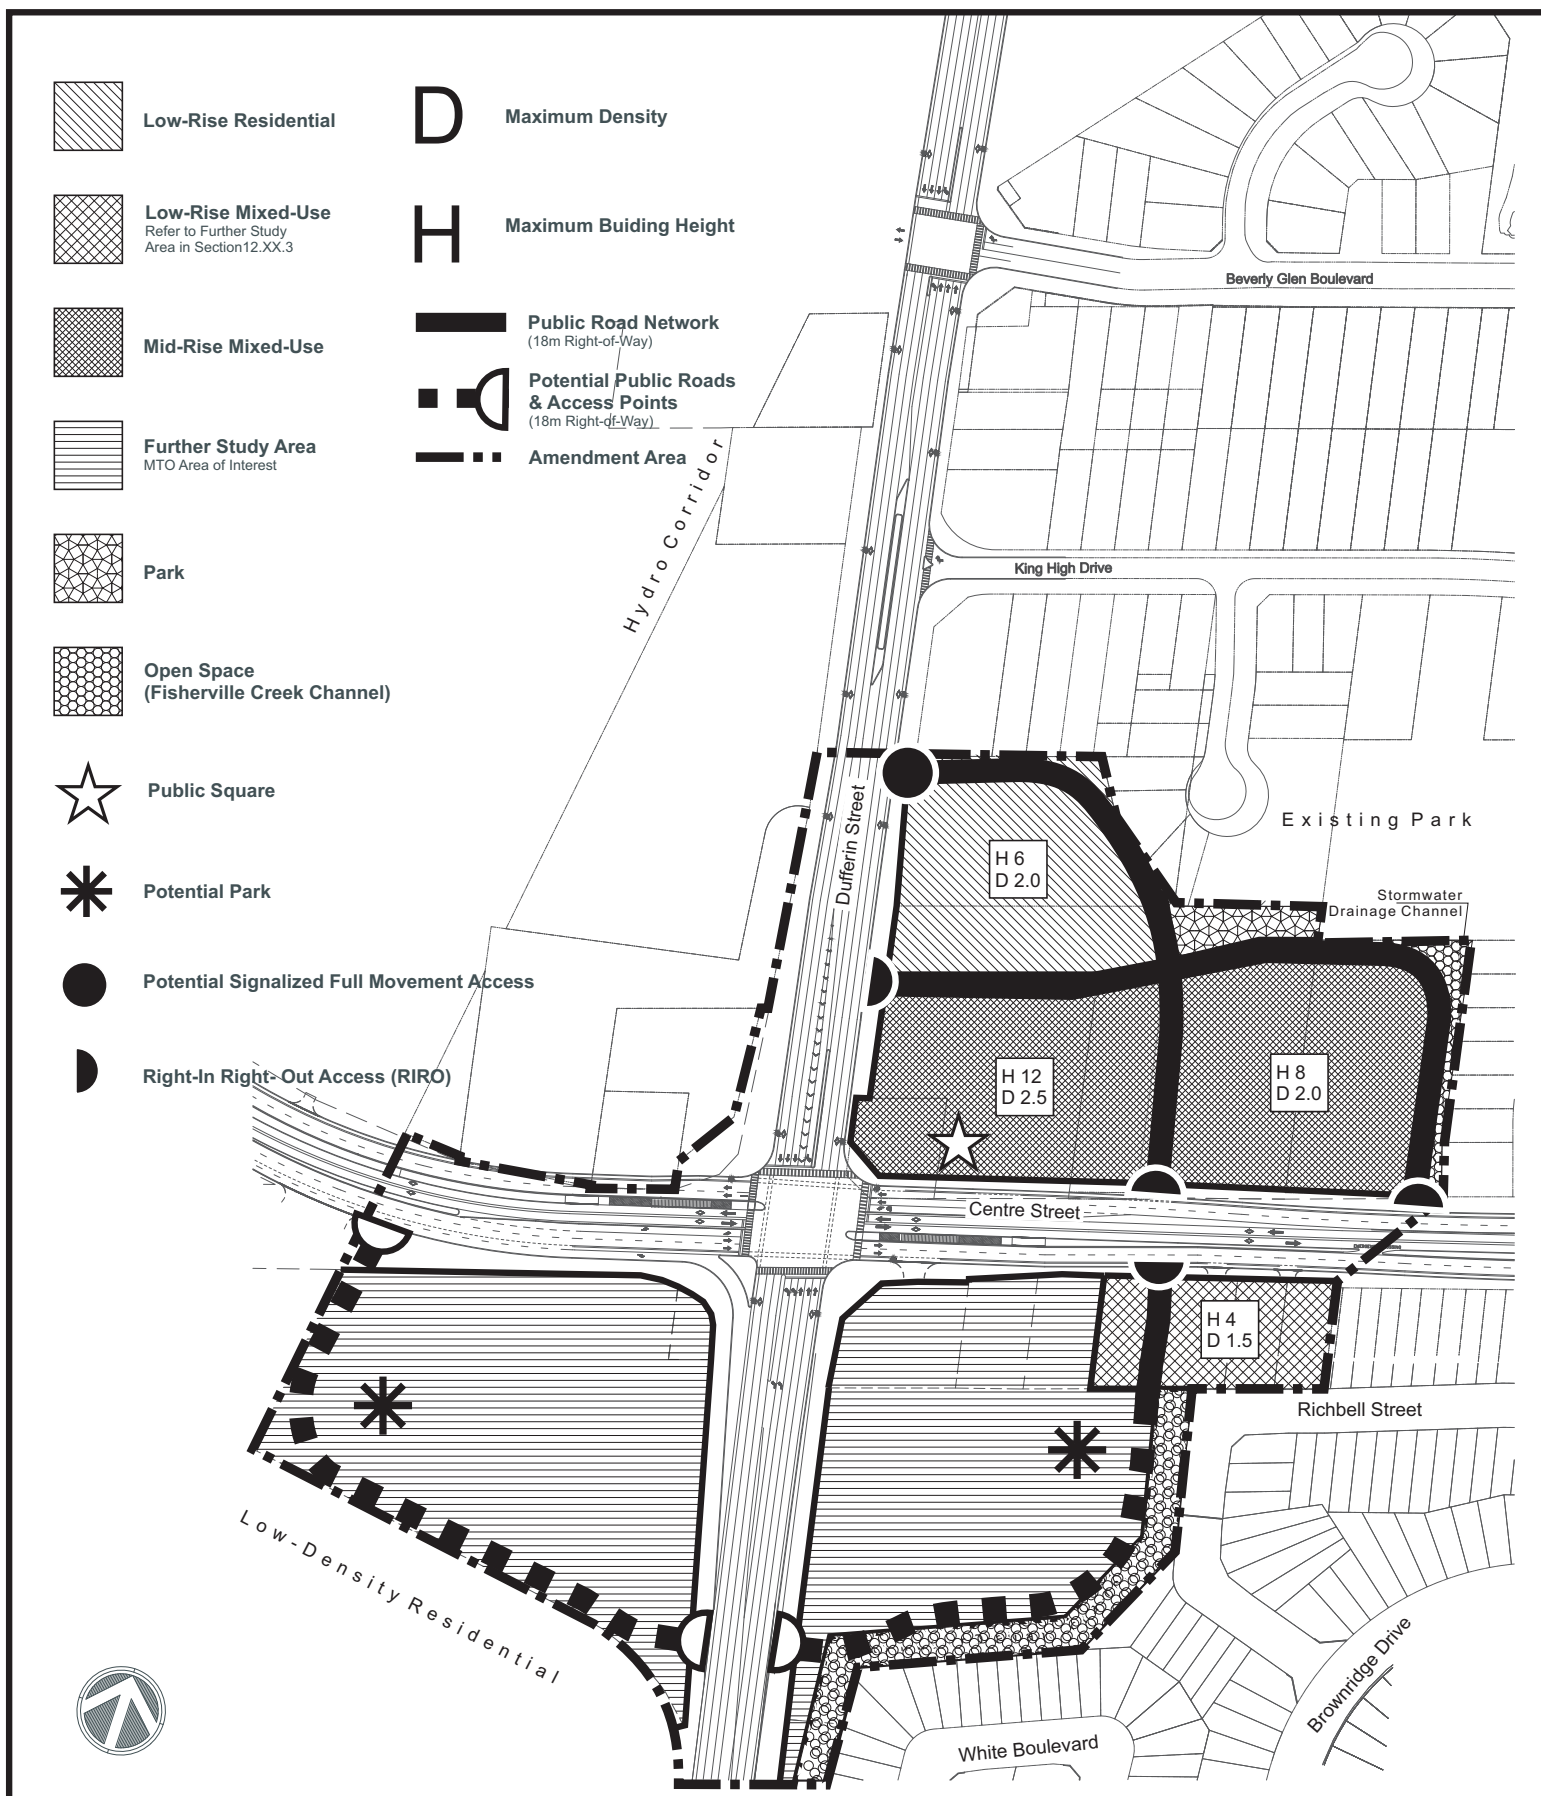 Low-Rise Residential
Low-Rise Mixed-Use
Refer to Further Study
Area in Section12.XX.3
Mid-Rise Mixed-Use
Further Study Area
MTO Area of Interest
Park
Open Space
(Fisherville Creek Channel)
Public Square
Potential Park
Potential Signalized Full Movement Access
Right-In Right- Out Access (RIRO)
D
Maximum Density
H
Maximum Buiding Height
Public Road Network
(18m Right-of-Way)
Potential Public Roads
& Access Points
(18m Right-of-Way)
Amendment Area
Hydro Corridor
Beverly Glen Boulevard
King High Drive
Dufferin Street
Existing Park
Stormwater
Drainage Channel
H 6
D 2.0
H 12
D 2.5
H 8
D 2.0
Centre Street
H 4
D 1.5
Richbell Street
Low-Density Residential
Brownridge Drive
White Boulevard